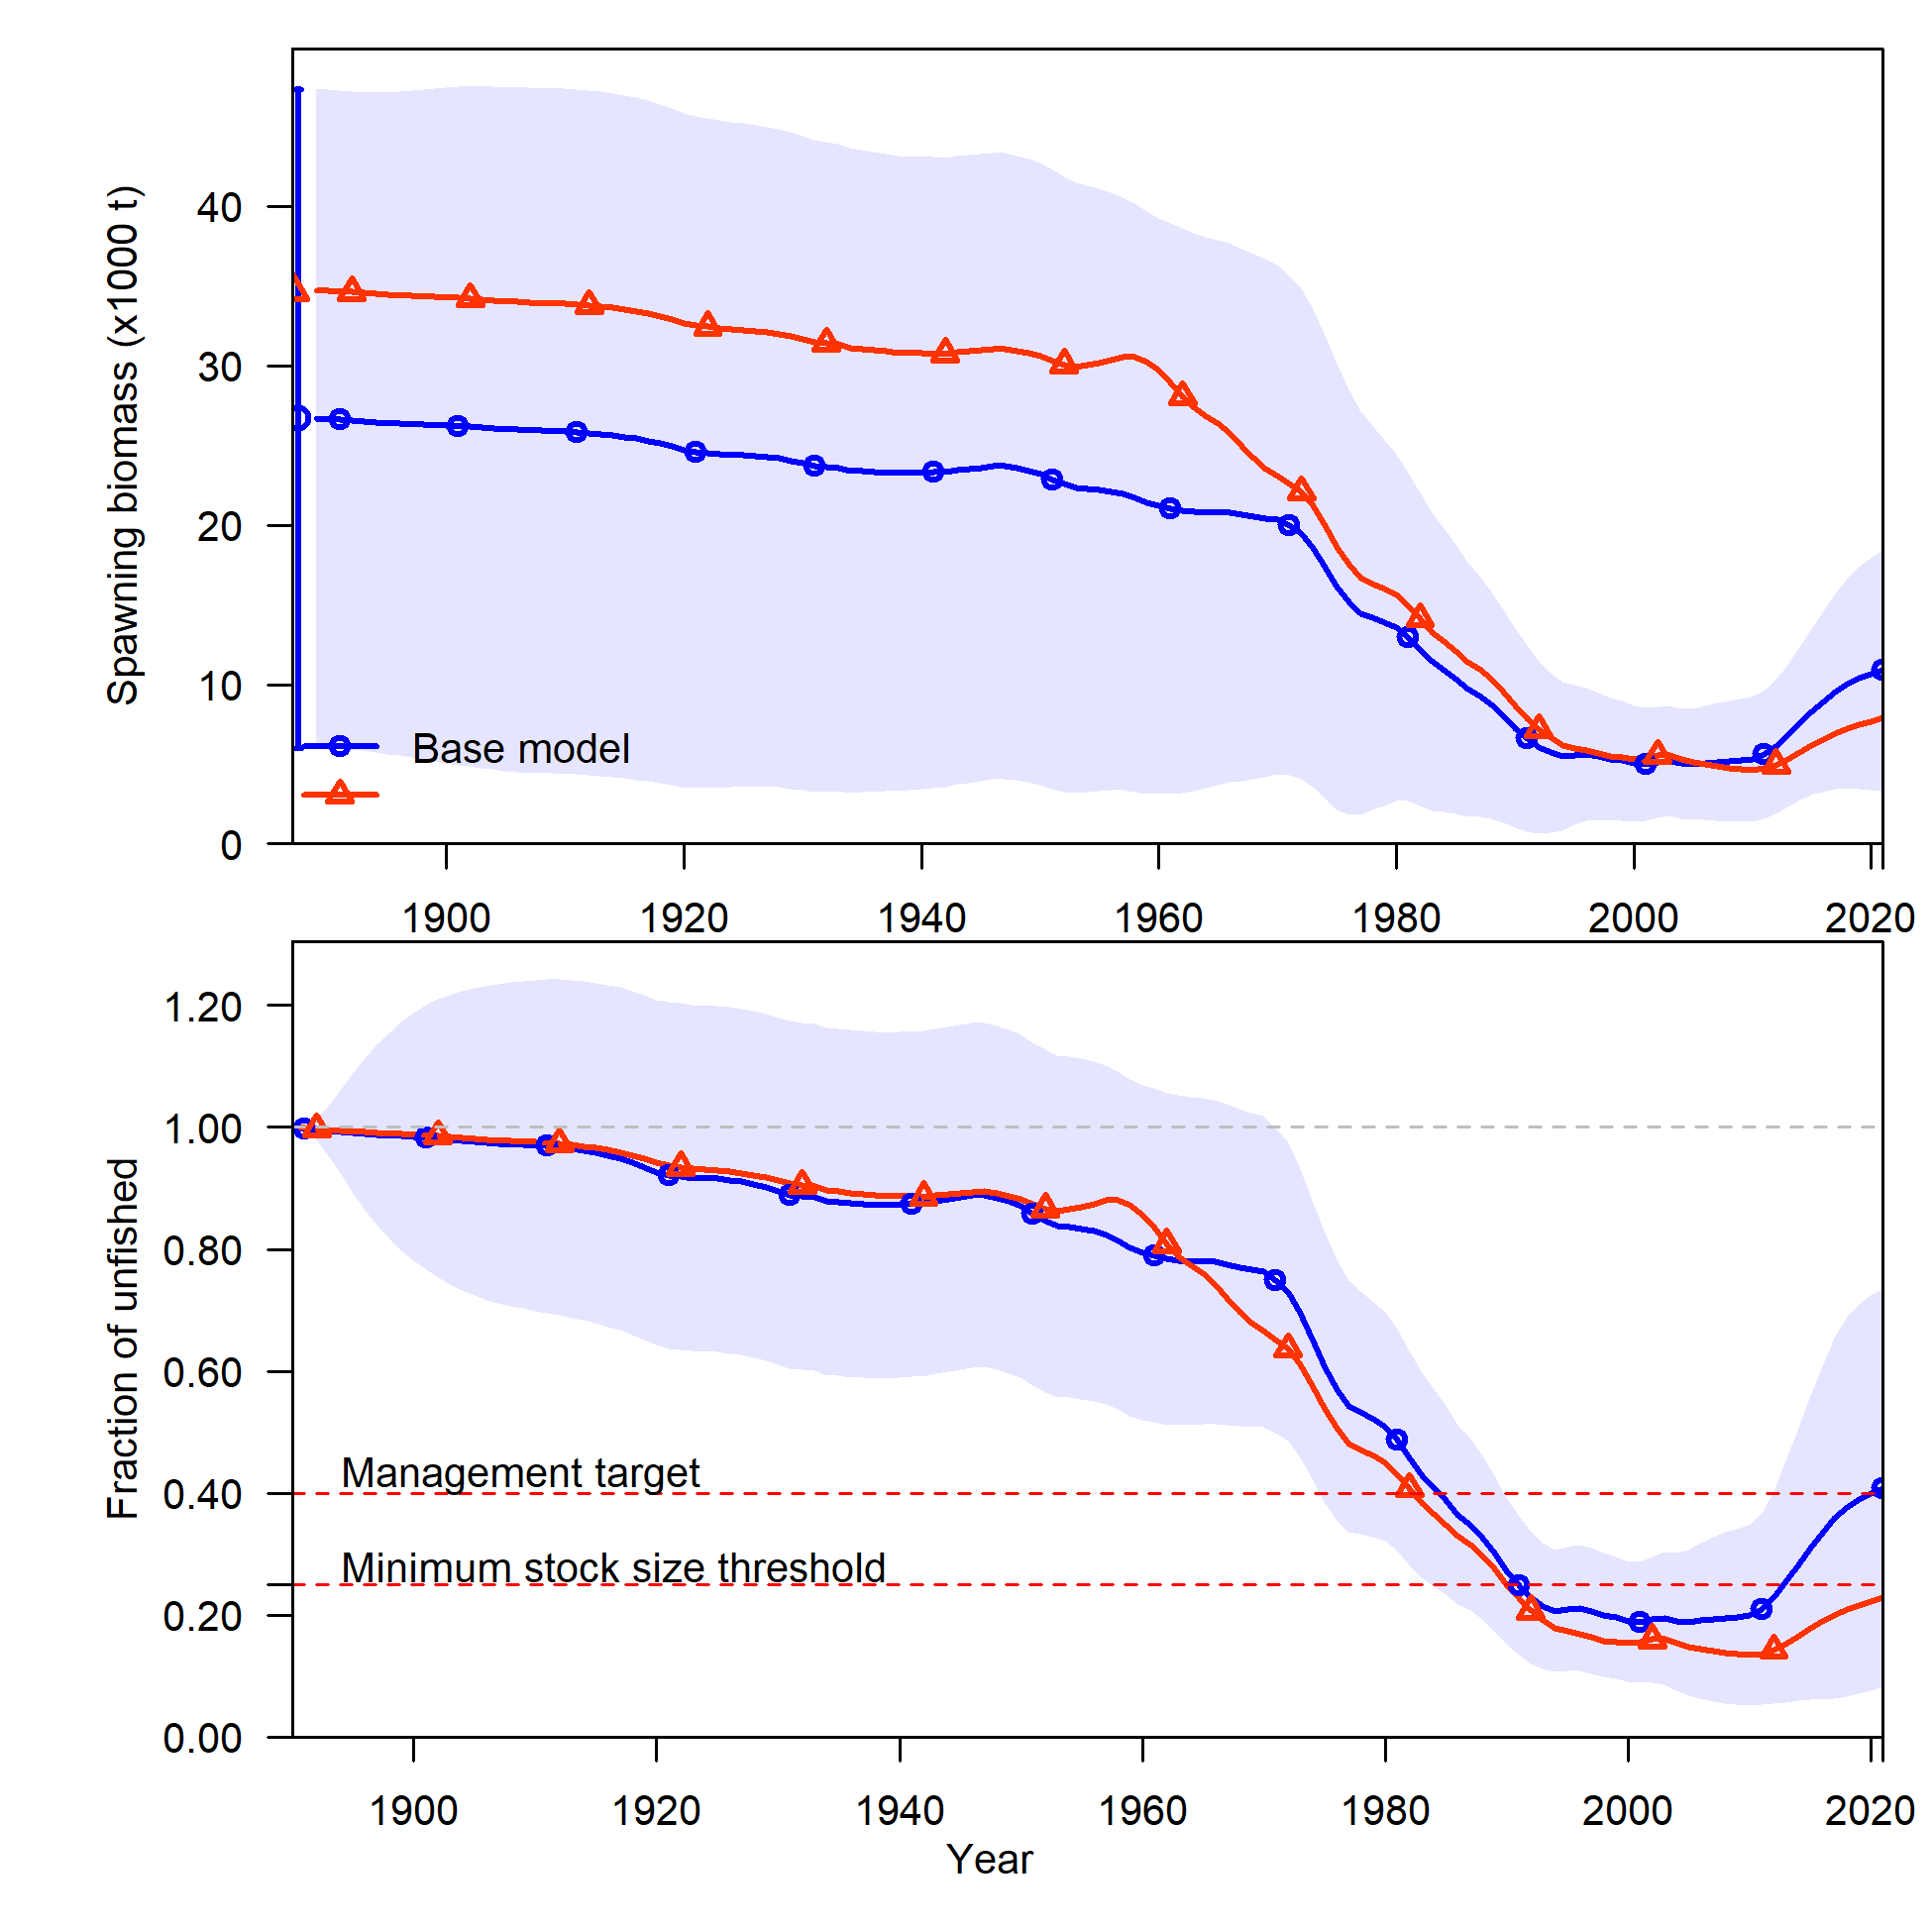 Spawning biomass (x1000 t)
40
30
20
10
0
Base model
1900 1920 1940 1960 1980 2000 2020
Fraction of unfished
1.20
1.00
0.80
0.60
0.40
0.20
0.00
Management target
Minimum stock size threshold
1900 1920 1940 1960 1980 2000 2020
Year